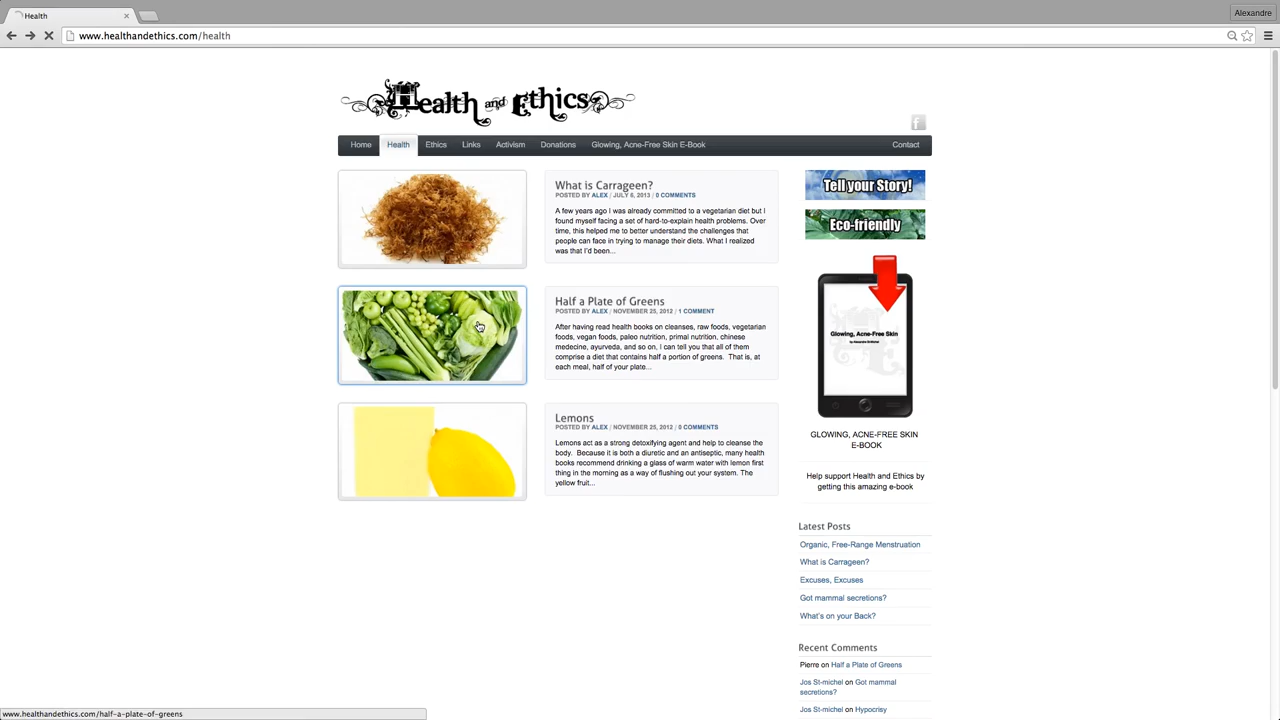 Health
Alexandre
www.healthandethics.com/health
Health and Ethics
f
Home
Health
Ethics
Links
Activism
Donations
Glowing, Acne-Free Skin E-Book
Contact
What is Carrageen?
POSTED BY ALEX / JULY 6, 2013 / 0 COMMENTS
A few years ago I was already committed to a vegetarian diet but I
found myself facing a set of hard-to-explain health problems. Over
time, this helped me to better understand the challenges that
people can face in trying to manage their diets. What I realized
was that I'd been...
Half a Plate of Greens
POSTED BY ALEX / NOVEMBER 25, 2012 / 1 COMMENT
After having read health books on cleanses, raw foods, vegetarian
foods, vegan foods, paleo nutrition, primal nutrition, chinese
medecine, ayurveda, and so on, I can tell you that all of them
comprise a diet that contains half a portion of greens. That is, at
each meal, half of your plate...
Lemons
POSTED BY ALEX / NOVEMBER 25, 2012 / 0 COMMENTS
Lemons act as a strong detoxifying agent and help to cleanse the
body. Because it is both a diuretic and an antiseptic, many health
books recommend drinking a glass of warm water with lemon first
thing in the morning as a way of flushing out your system. The
yellow fruit...
Tell your Story!
Eco-friendly
Glowing, Acne-Free Skin
by Alexandre St-Michel
GLOWING, ACNE-FREE SKIN
E-BOOK
Help support Health and Ethics by
getting this amazing e-book
Latest Posts
Organic, Free-Range Menstruation
What is Carrageen?
Excuses, Excuses
Got mammal secretions?
What's on your Back?
Recent Comments
Pierre on Half a Plate of Greens
Jos St-michel on Got mammal
secretions?
Jos St-michel on Hypocrisy
www.healthandethics.com/half-a-plate-of-greens